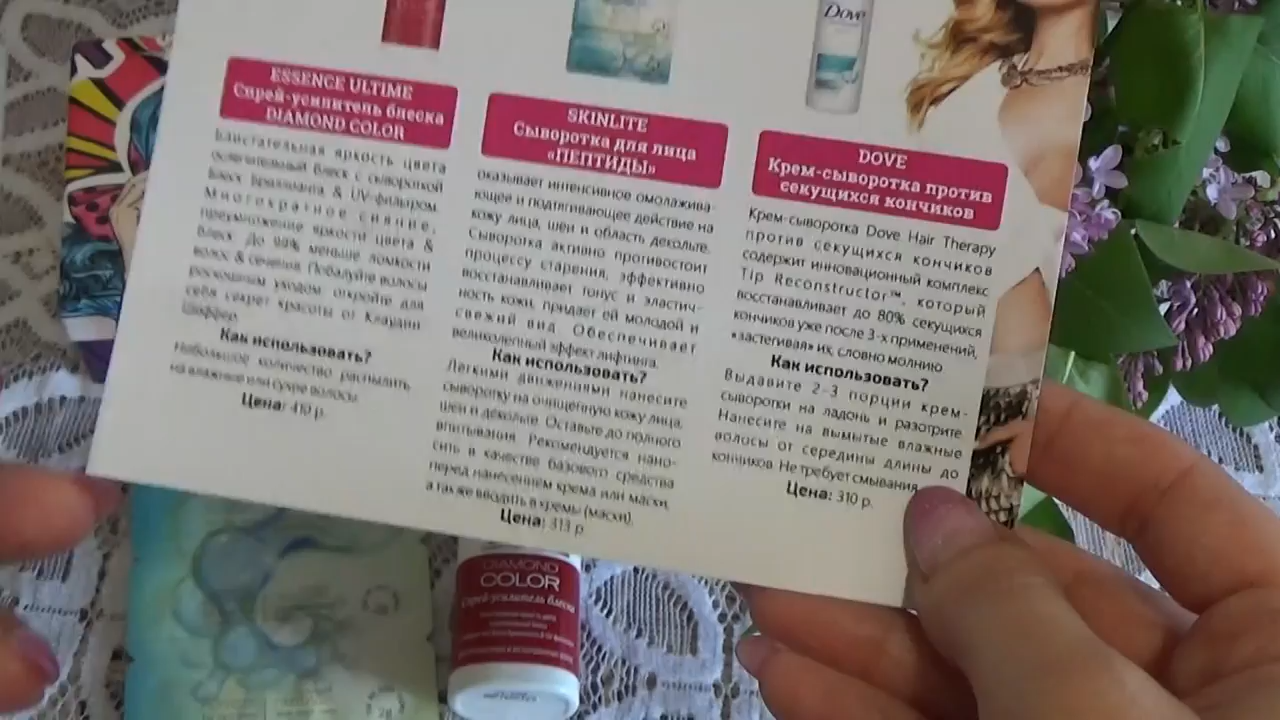 ESSENCE ULTIME
Спрей-усилитель блеска
DIAMOND COLOR
Блистательная яркость цвета
ослепительный блеск с сывороткой
Блеск Бриллианта & UV-фильтром.
Многократное сияние,
преумножение яркости цвета &
блеск. До 99% меньше ломкости
волос & сечения. Побалуйте волосы
роскошным уходом: откройте для
себя секрет красоты от Клаудии
Шиффер.
Как использовать?
Небольшое количество распылить
на влажные или сухие волосы.
Цена: 410 р.
SKINLITE
Сыворотка для лица
«ПЕПТИДЫ»
оказывает интенсивное омолажива-
ющее и подтягивающее действие на
кожу лица, шеи и область декольте.
Сыворотка активно противостоит
процессу старения, эффективно
восстанавливает тонус и эластич-
ность кожи, придает ей молодой и
свежий вид. Обеспечивает
великолепный эффект лифтинга.
Как использовать?
Легкими движениями нанесите
сыворотку на очищенную кожу лица,
шеи и декольте. Оставьте до полного
впитывания. Рекомендуется нано-
сить в качестве базового средства
перед нанесением крема или маски,
а также вводить в кремы (маски).
Цена: 313 р.
Dove
DOVE
Крем-сыворотка против
секущихся кончиков
Крем-сыворотка Dove Hair Therapy
против секущихся кончиков
содержит инновационный комплекс
Tip Reconstructor™, который
восстанавливает до 80% секущихся
кончиков уже после 3-х применений,
«застегивая» их, словно молнию
Как использовать?
Выдавите 2-3 порции крем-
сыворотки на ладонь и разотрите.
Нанесите на вымытые влажные
волосы от середины длины до
кончиков. Не требует смывания.
Цена: 310 р.
DIAMOND
COLOR
Спрей-усилитель блеска